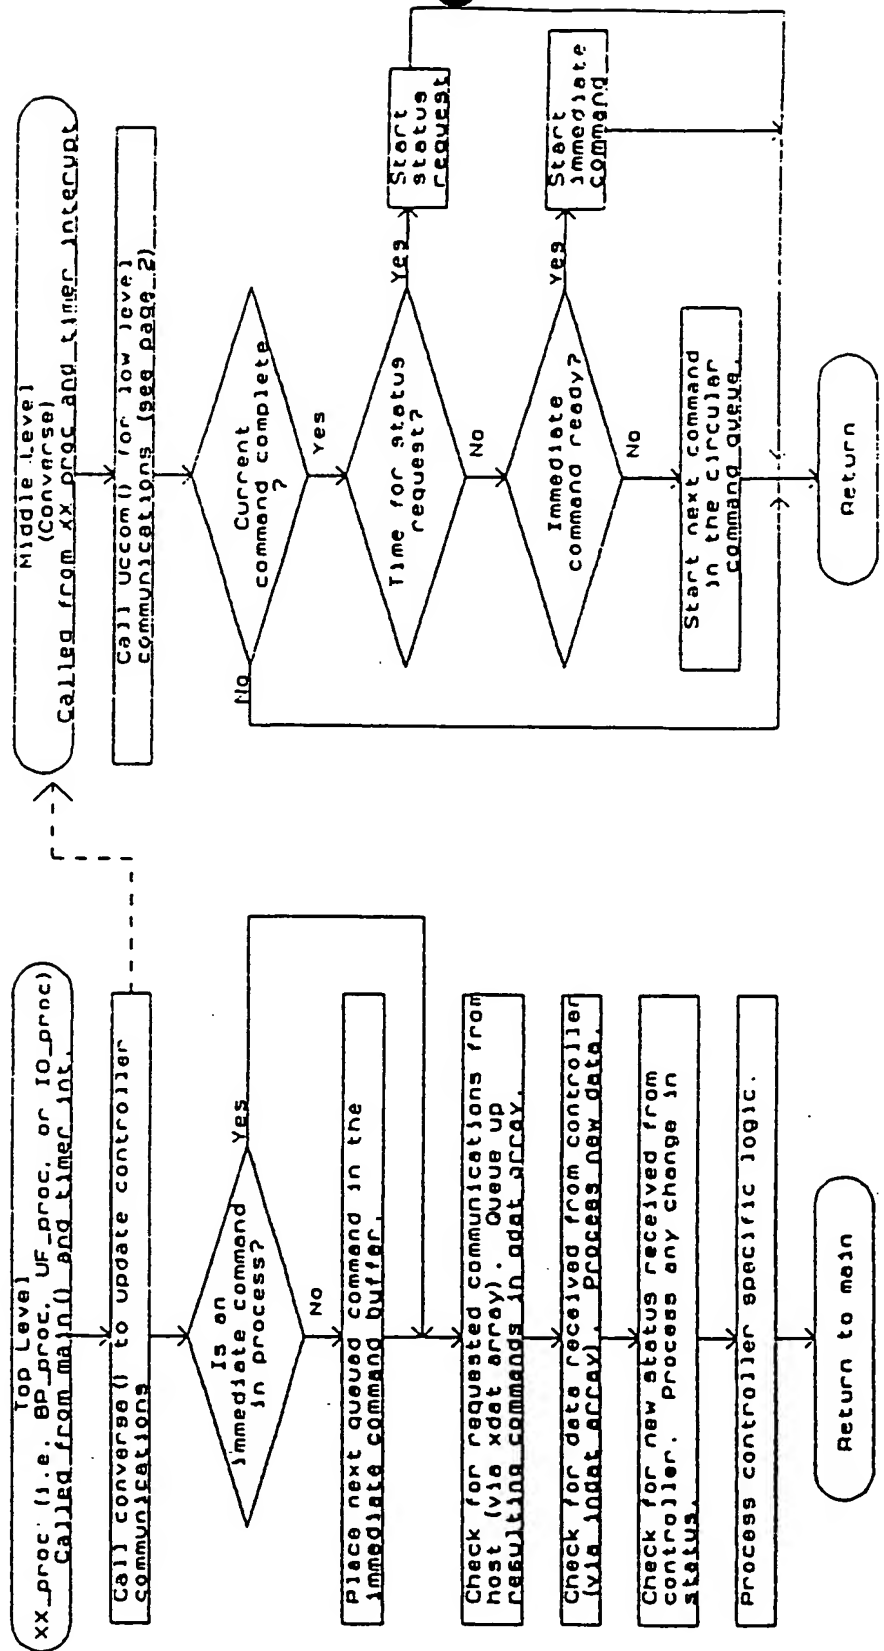 Top Level
xx_proc' (i.e. BP_proc, UF_proc, or IO_proc)
Called from main() and timer int.
Call converse() to update controller
communications
Is an
immediate command
in process?
Yes
No
Place next queued command in the
immediate command buffer.
Check for requested communications from
host (via xdat array). Queue up
resulting commands in qdat array.
Check for data received from controller
(via indat array). Process new data.
Check for new status received from
controller. Process any change in
status.
Process controller specific logic.
Return to main
Middle Level
(Converse)
Called from xx_proc and timer interupt
Call uccom() for low level
communications (see page 2)
Current
command complete
?
No
Yes
Time for status
request?
Yes
Start
status
request
No
Immediate
command ready?
Yes
Start
immediate
command
No
Start next command
in the circular
command queue.
Return